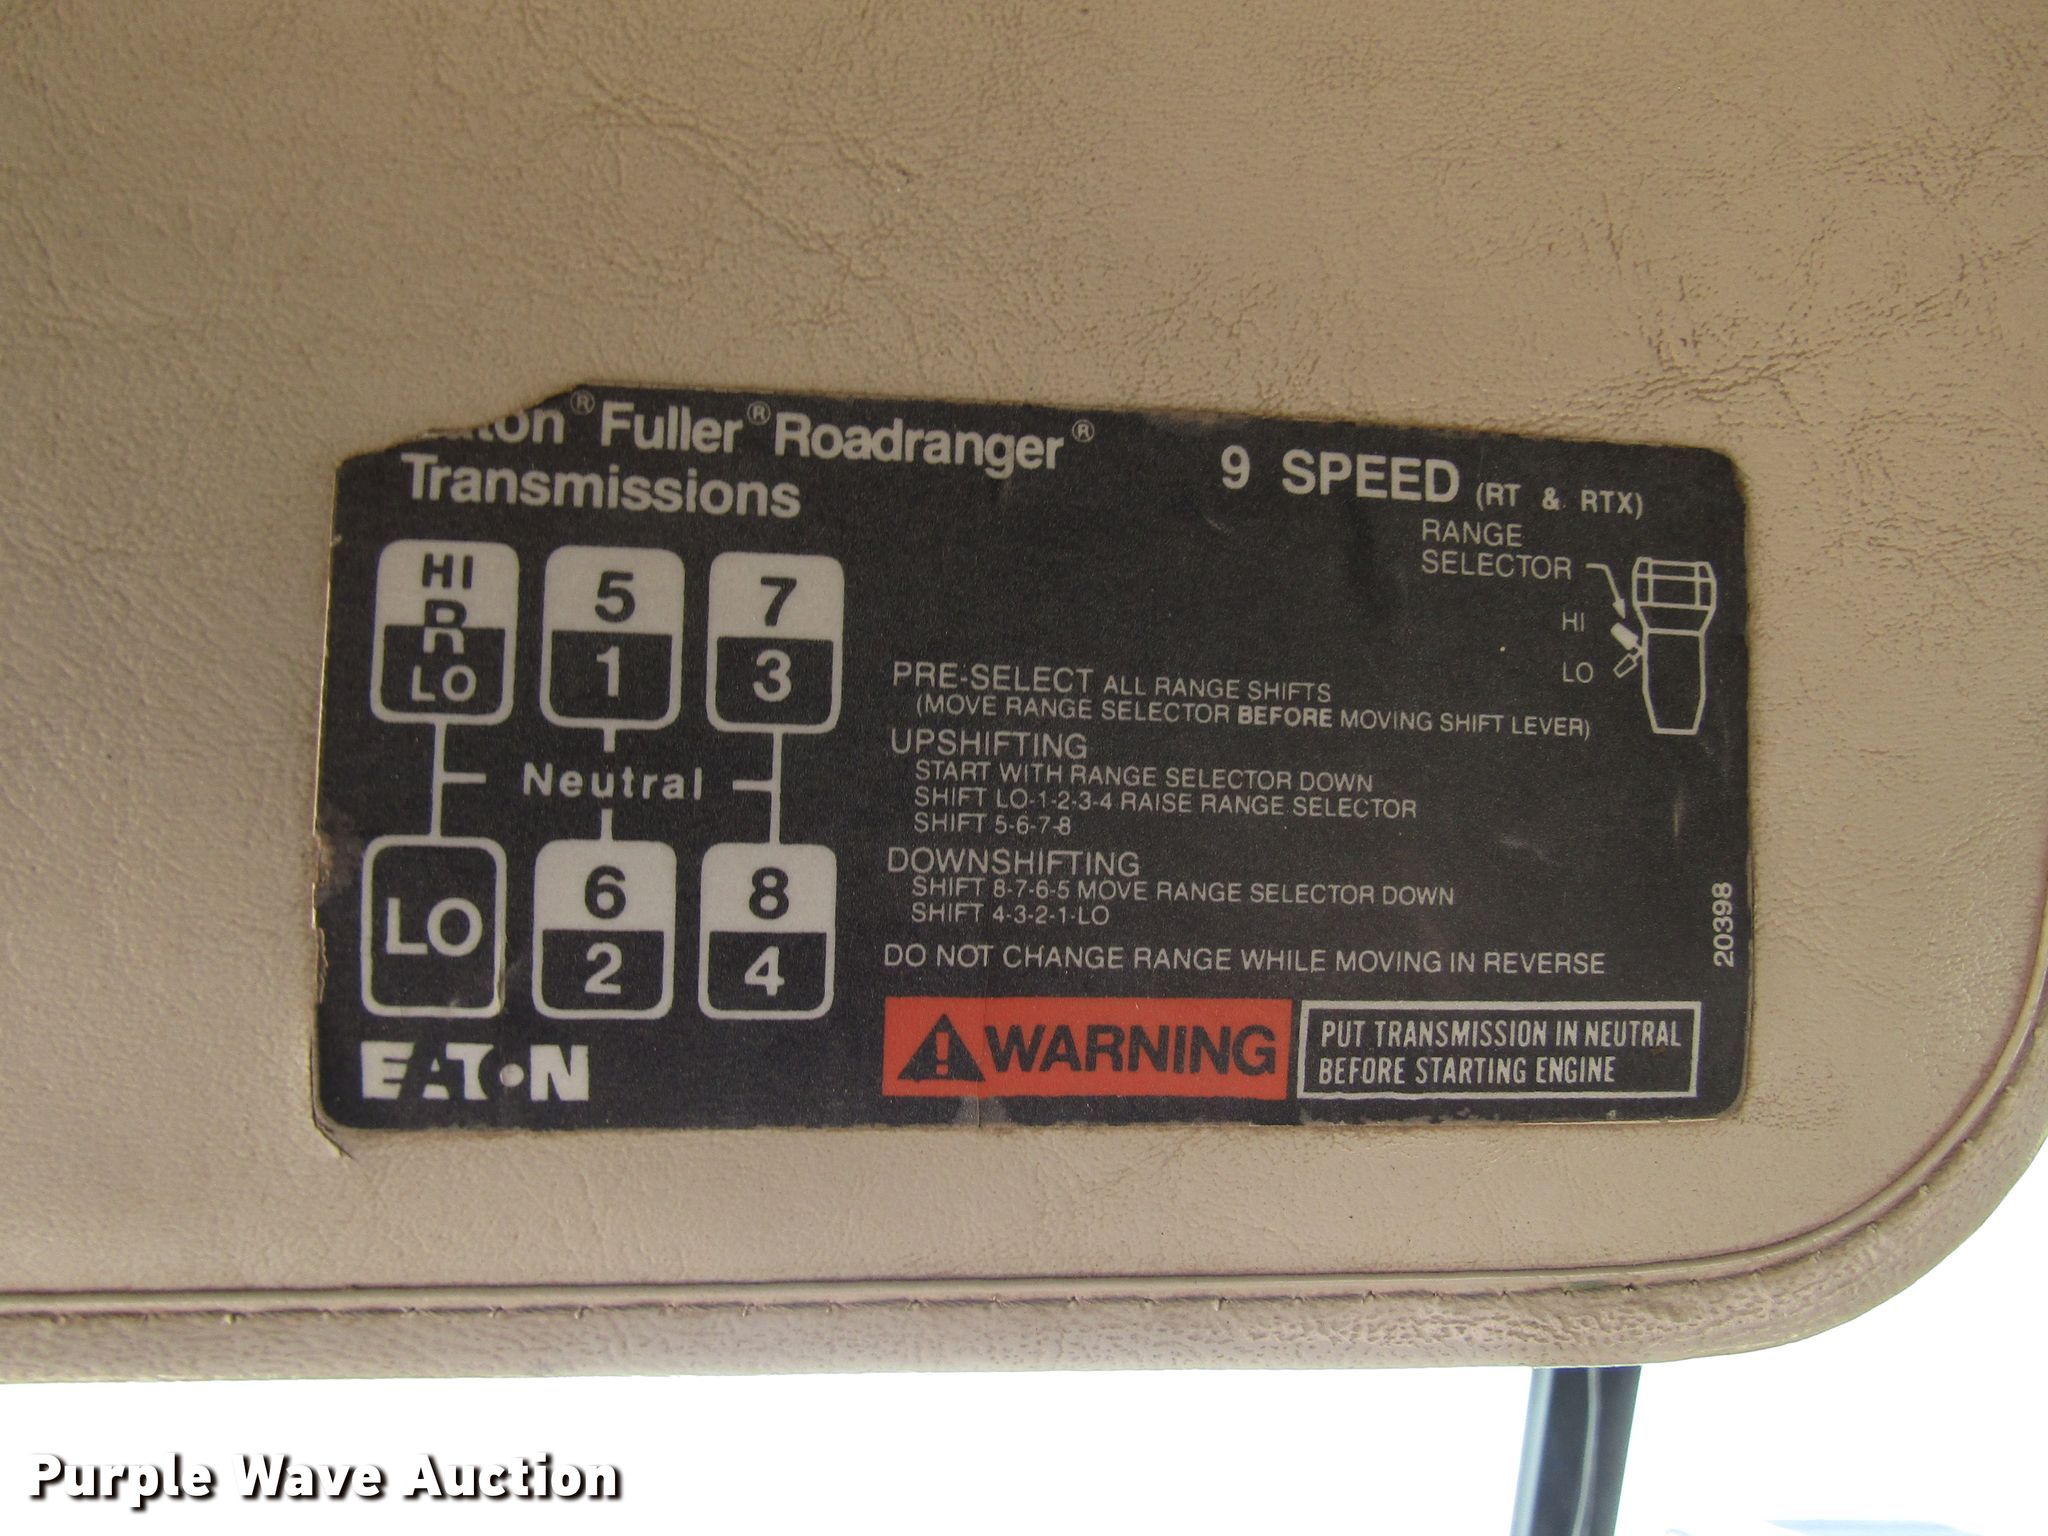 Eaton® Fuller® Roadranger®
Transmissions
9 SPEED (RT & RTX)
RANGE
SELECTOR
HI
LO
HI
R
LO
5
1
7
3
Neutral
LO
6
2
8
4
PRE-SELECT ALL RANGE SHIFTS
(MOVE RANGE SELECTOR BEFORE MOVING SHIFT LEVER)
UPSHIFTING
START WITH RANGE SELECTOR DOWN
SHIFT LO-1-2-3-4 RAISE RANGE SELECTOR
SHIFT 5-6-7-8
DOWNSHIFTING
SHIFT 8-7-6-5 MOVE RANGE SELECTOR DOWN
SHIFT 4-3-2-1-LO
DO NOT CHANGE RANGE WHILE MOVING IN REVERSE
20398
EATON
WARNING
PUT TRANSMISSION IN NEUTRAL
BEFORE STARTING ENGINE
Purple Wave Auction